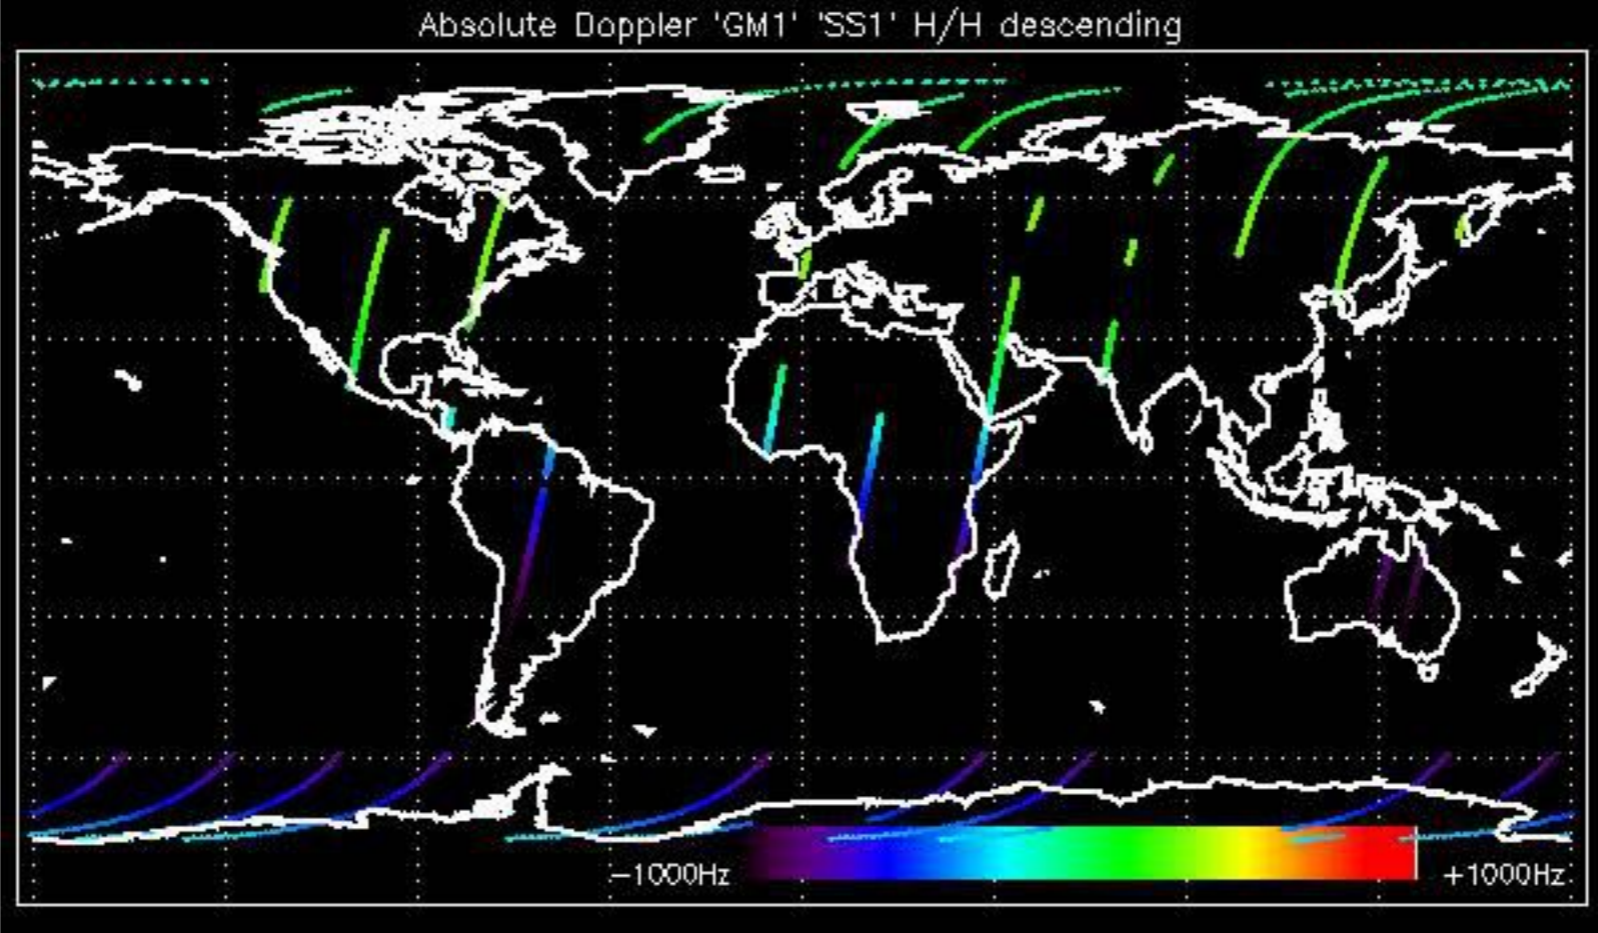 Absolute Doppler 'GM1' 'SS1' H/H descending
−1000Hz
+1000Hz